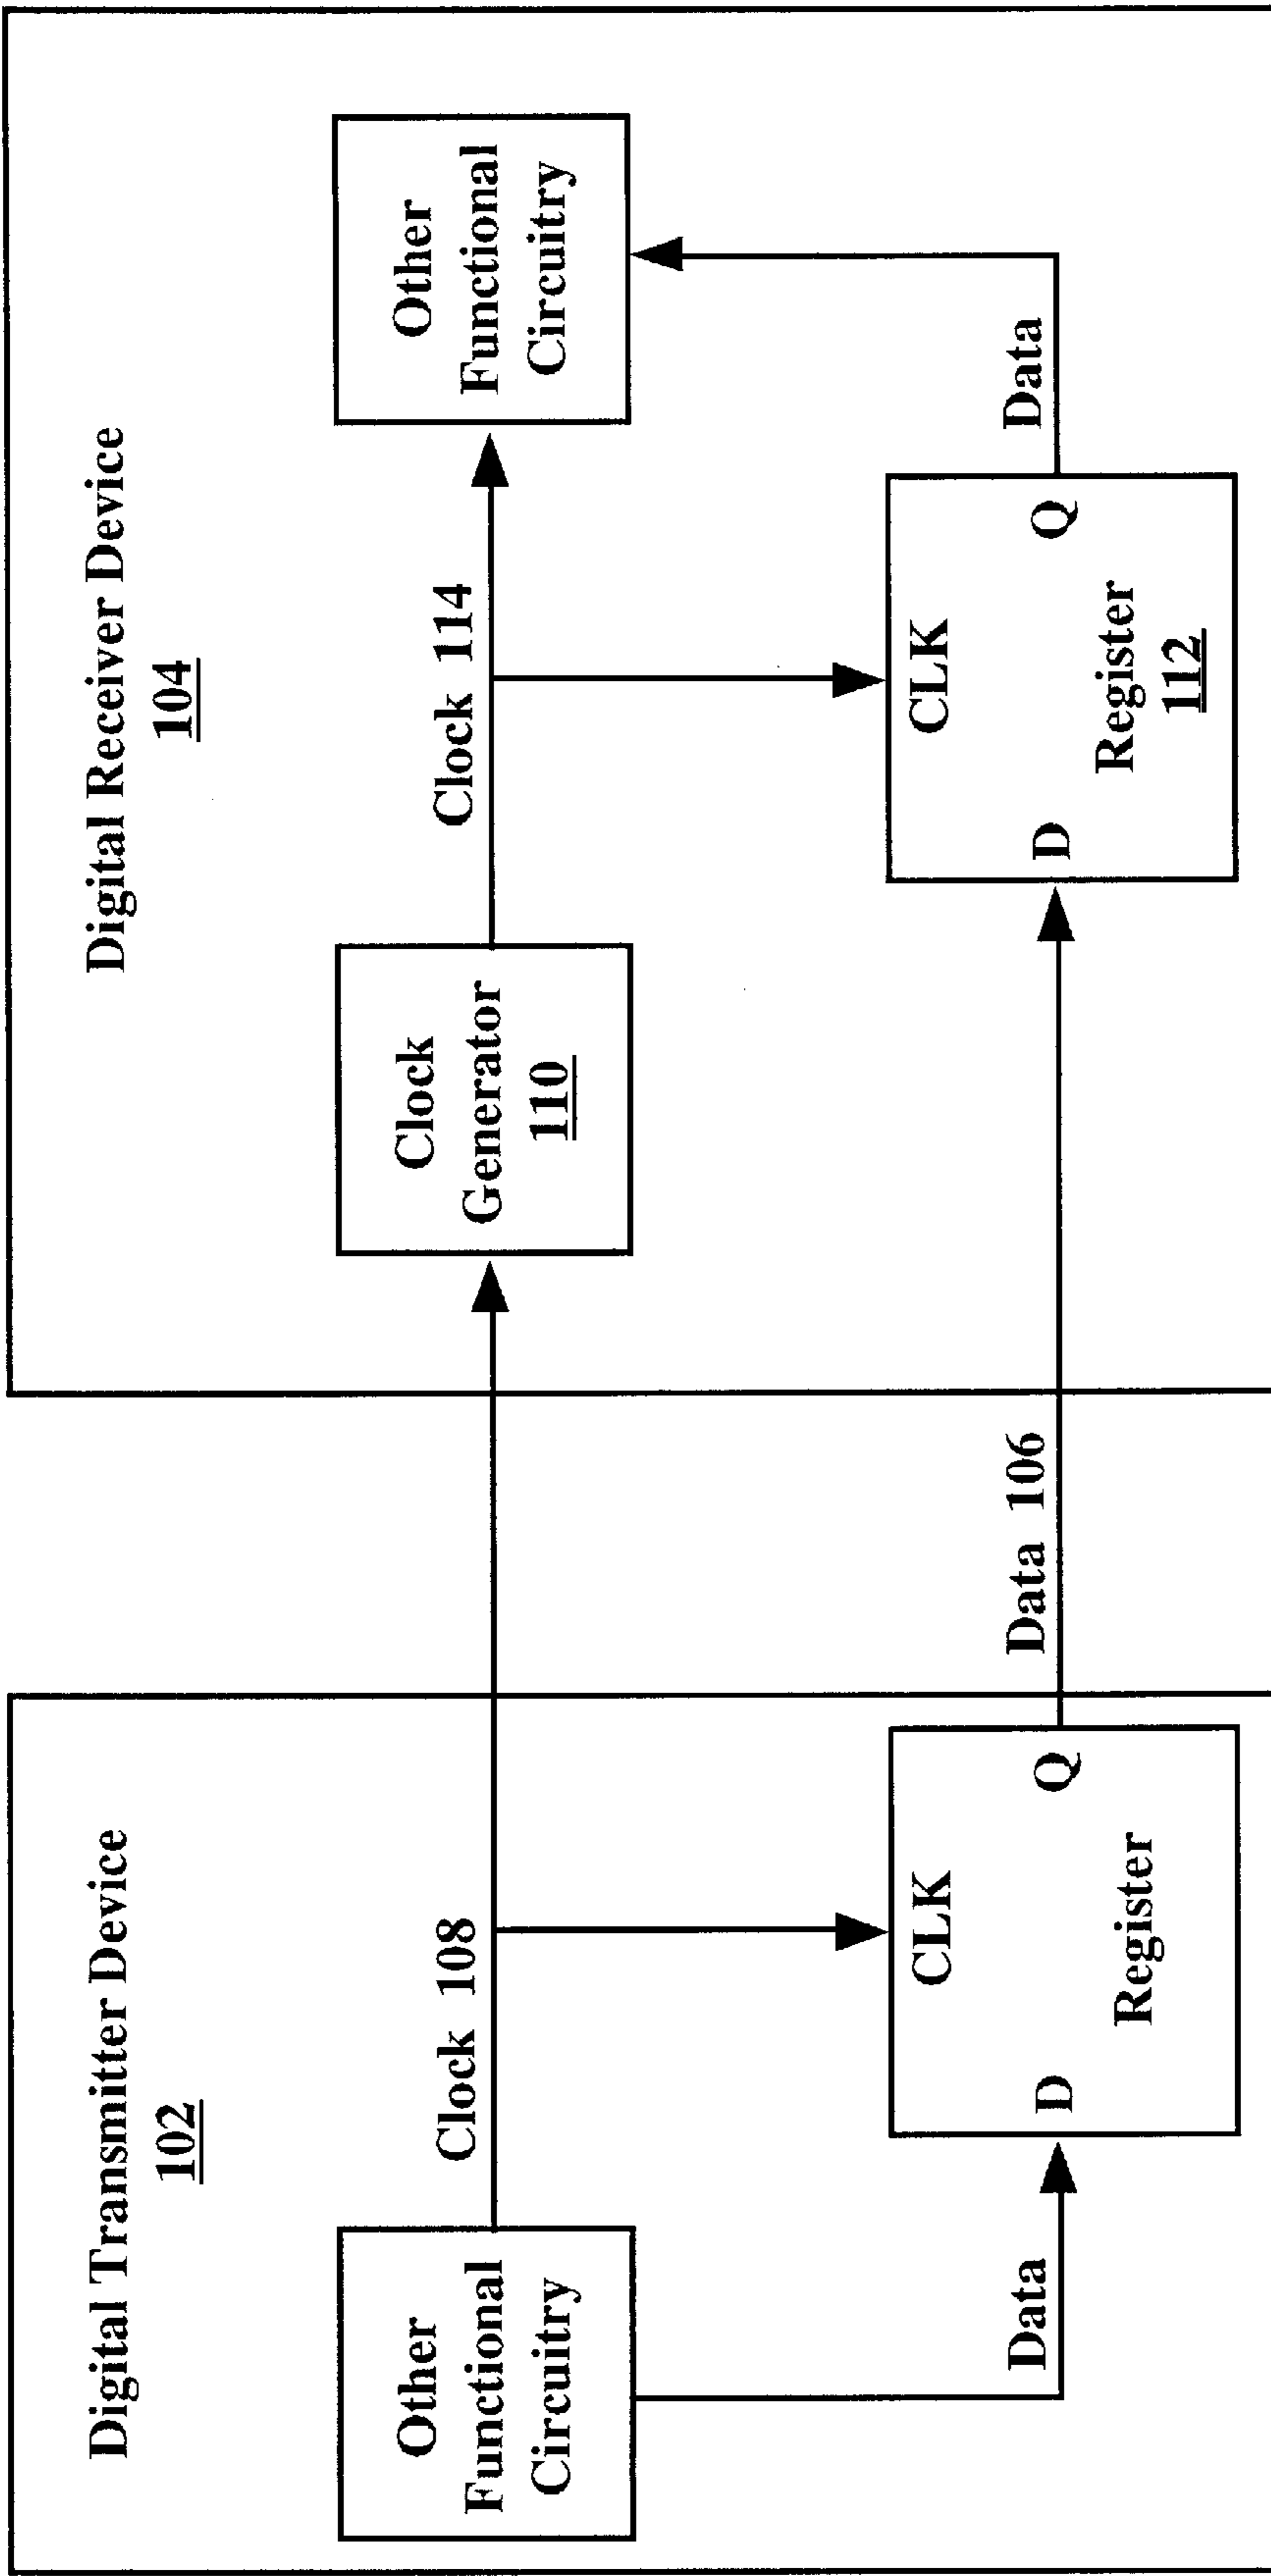 Digital Transmitter Device
102
Other
Functional
Circuitry
Clock 108
Data
CLK
D
Q
Register
Data 106
Digital Receiver Device
104
Clock
Generator
110
Clock 114
Other
Functional
Circuitry
CLK
D
Q
Register
112
Data